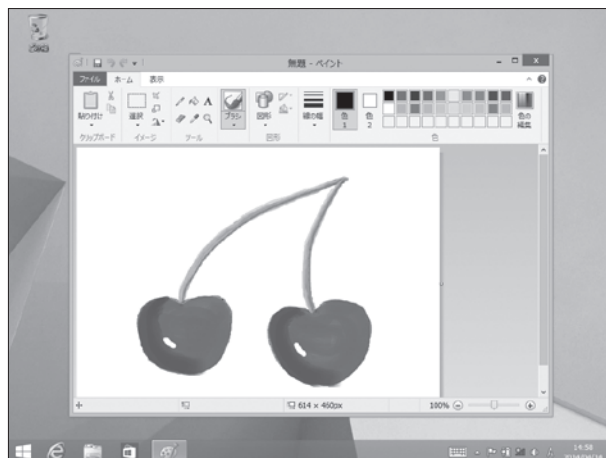 無題 - ペイント
ファイル ホーム 表示
貼り付け 選択 A ブラシ 図形 線の幅 色 1 色 2 色の編集
クリップボード イメージ ツール 図形 色
614 × 460px 100%
14:58